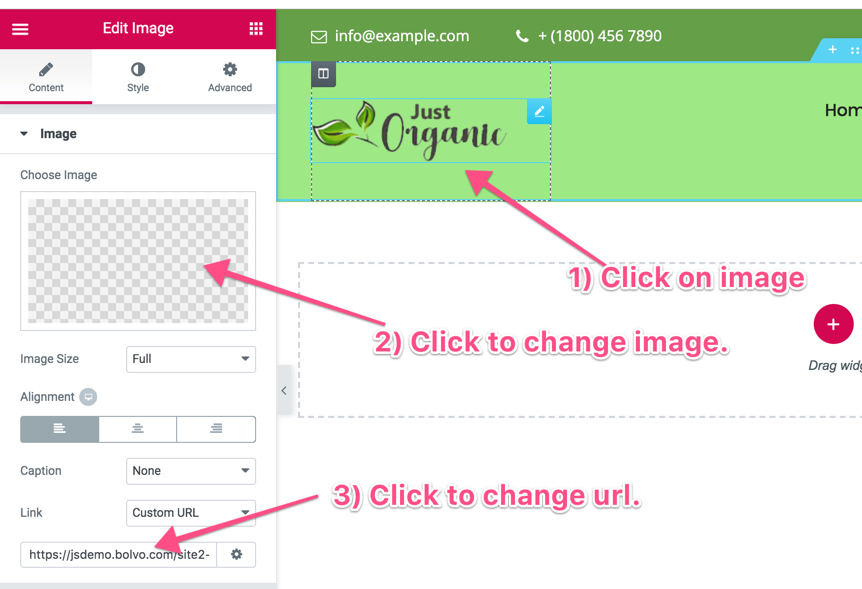 Edit Image
info@example.com
+ (1800) 456 7890
Content
Style
Advanced
Just
Organic
Hom
Image
Choose Image
1) Click on image
2) Click to change image.
Image Size
Full
Drag widg
Alignment
Caption
None
3) Click to change url.
Link
Custom URL
https://jsdemo.bolvo.com/site2-